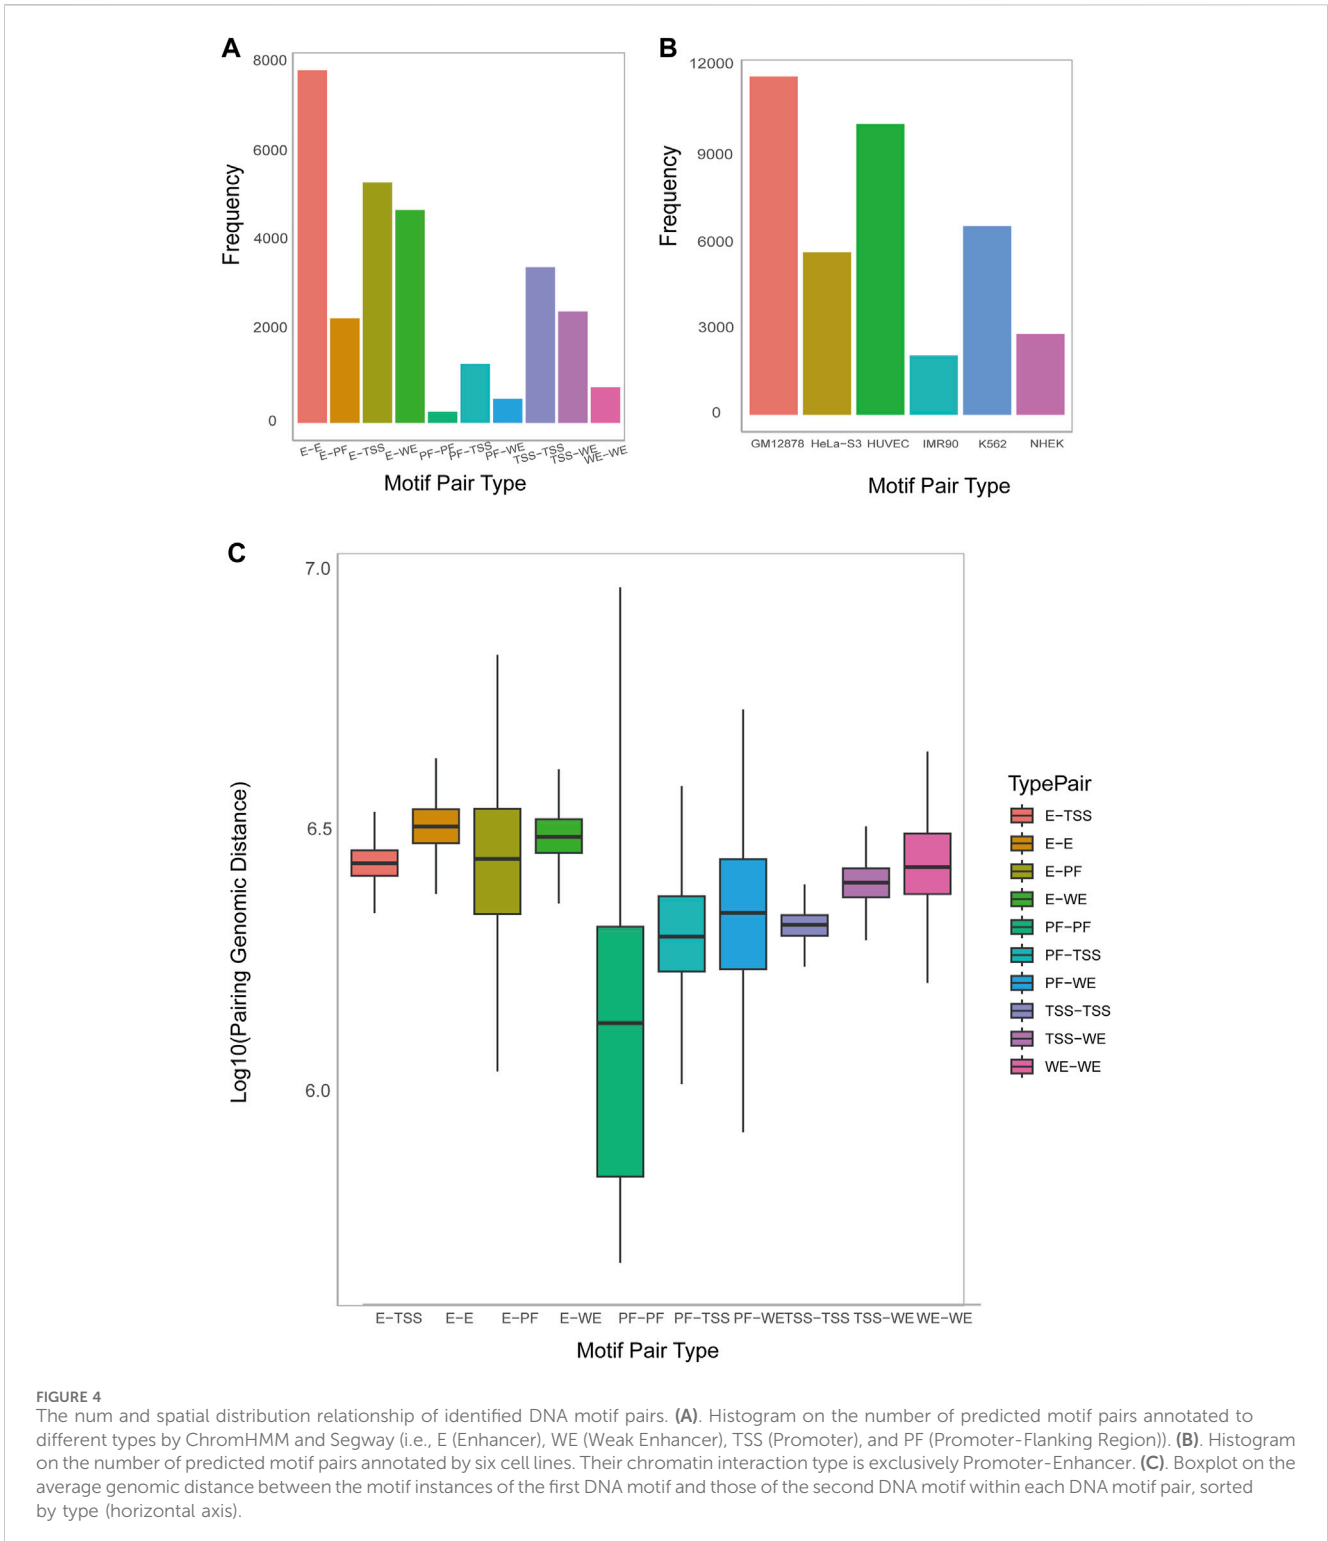 A
8000
6000
4000
2000
0
Frequency
E−E
E−PF
E−TSS
E−WE
PF−PF
PF−TSS
PF−WE
TSS−TSS
TSS−WE
WE−WE
Motif Pair Type
B
12000
9000
6000
3000
0
Frequency
GM12878 HeLa−S3 HUVEC IMR90 K562 NHEK
Motif Pair Type
C
7.0
6.5
6.0
Log10(Pairing Genomic Distance)
E−TSS E−E E−PF E−WE PF−PF PF−TSS PF−WE TSS−TSS TSS−WE WE−WE
Motif Pair Type
TypePair
E−TSS
E−E
E−PF
E−WE
PF−PF
PF−TSS
PF−WE
TSS−TSS
TSS−WE
WE−WE
FIGURE 4
The num and spatial distribution relationship of identified DNA motif pairs. (A). Histogram on the number of predicted motif pairs annotated to
different types by ChromHMM and Segway (i.e., E (Enhancer), WE (Weak Enhancer), TSS (Promoter), and PF (Promoter-Flanking Region)). (B). Histogram
on the number of predicted motif pairs annotated by six cell lines. Their chromatin interaction type is exclusively Promoter-Enhancer. (C). Boxplot on the
average genomic distance between the motif instances of the first DNA motif and those of the second DNA motif within each DNA motif pair, sorted
by type (horizontal axis).